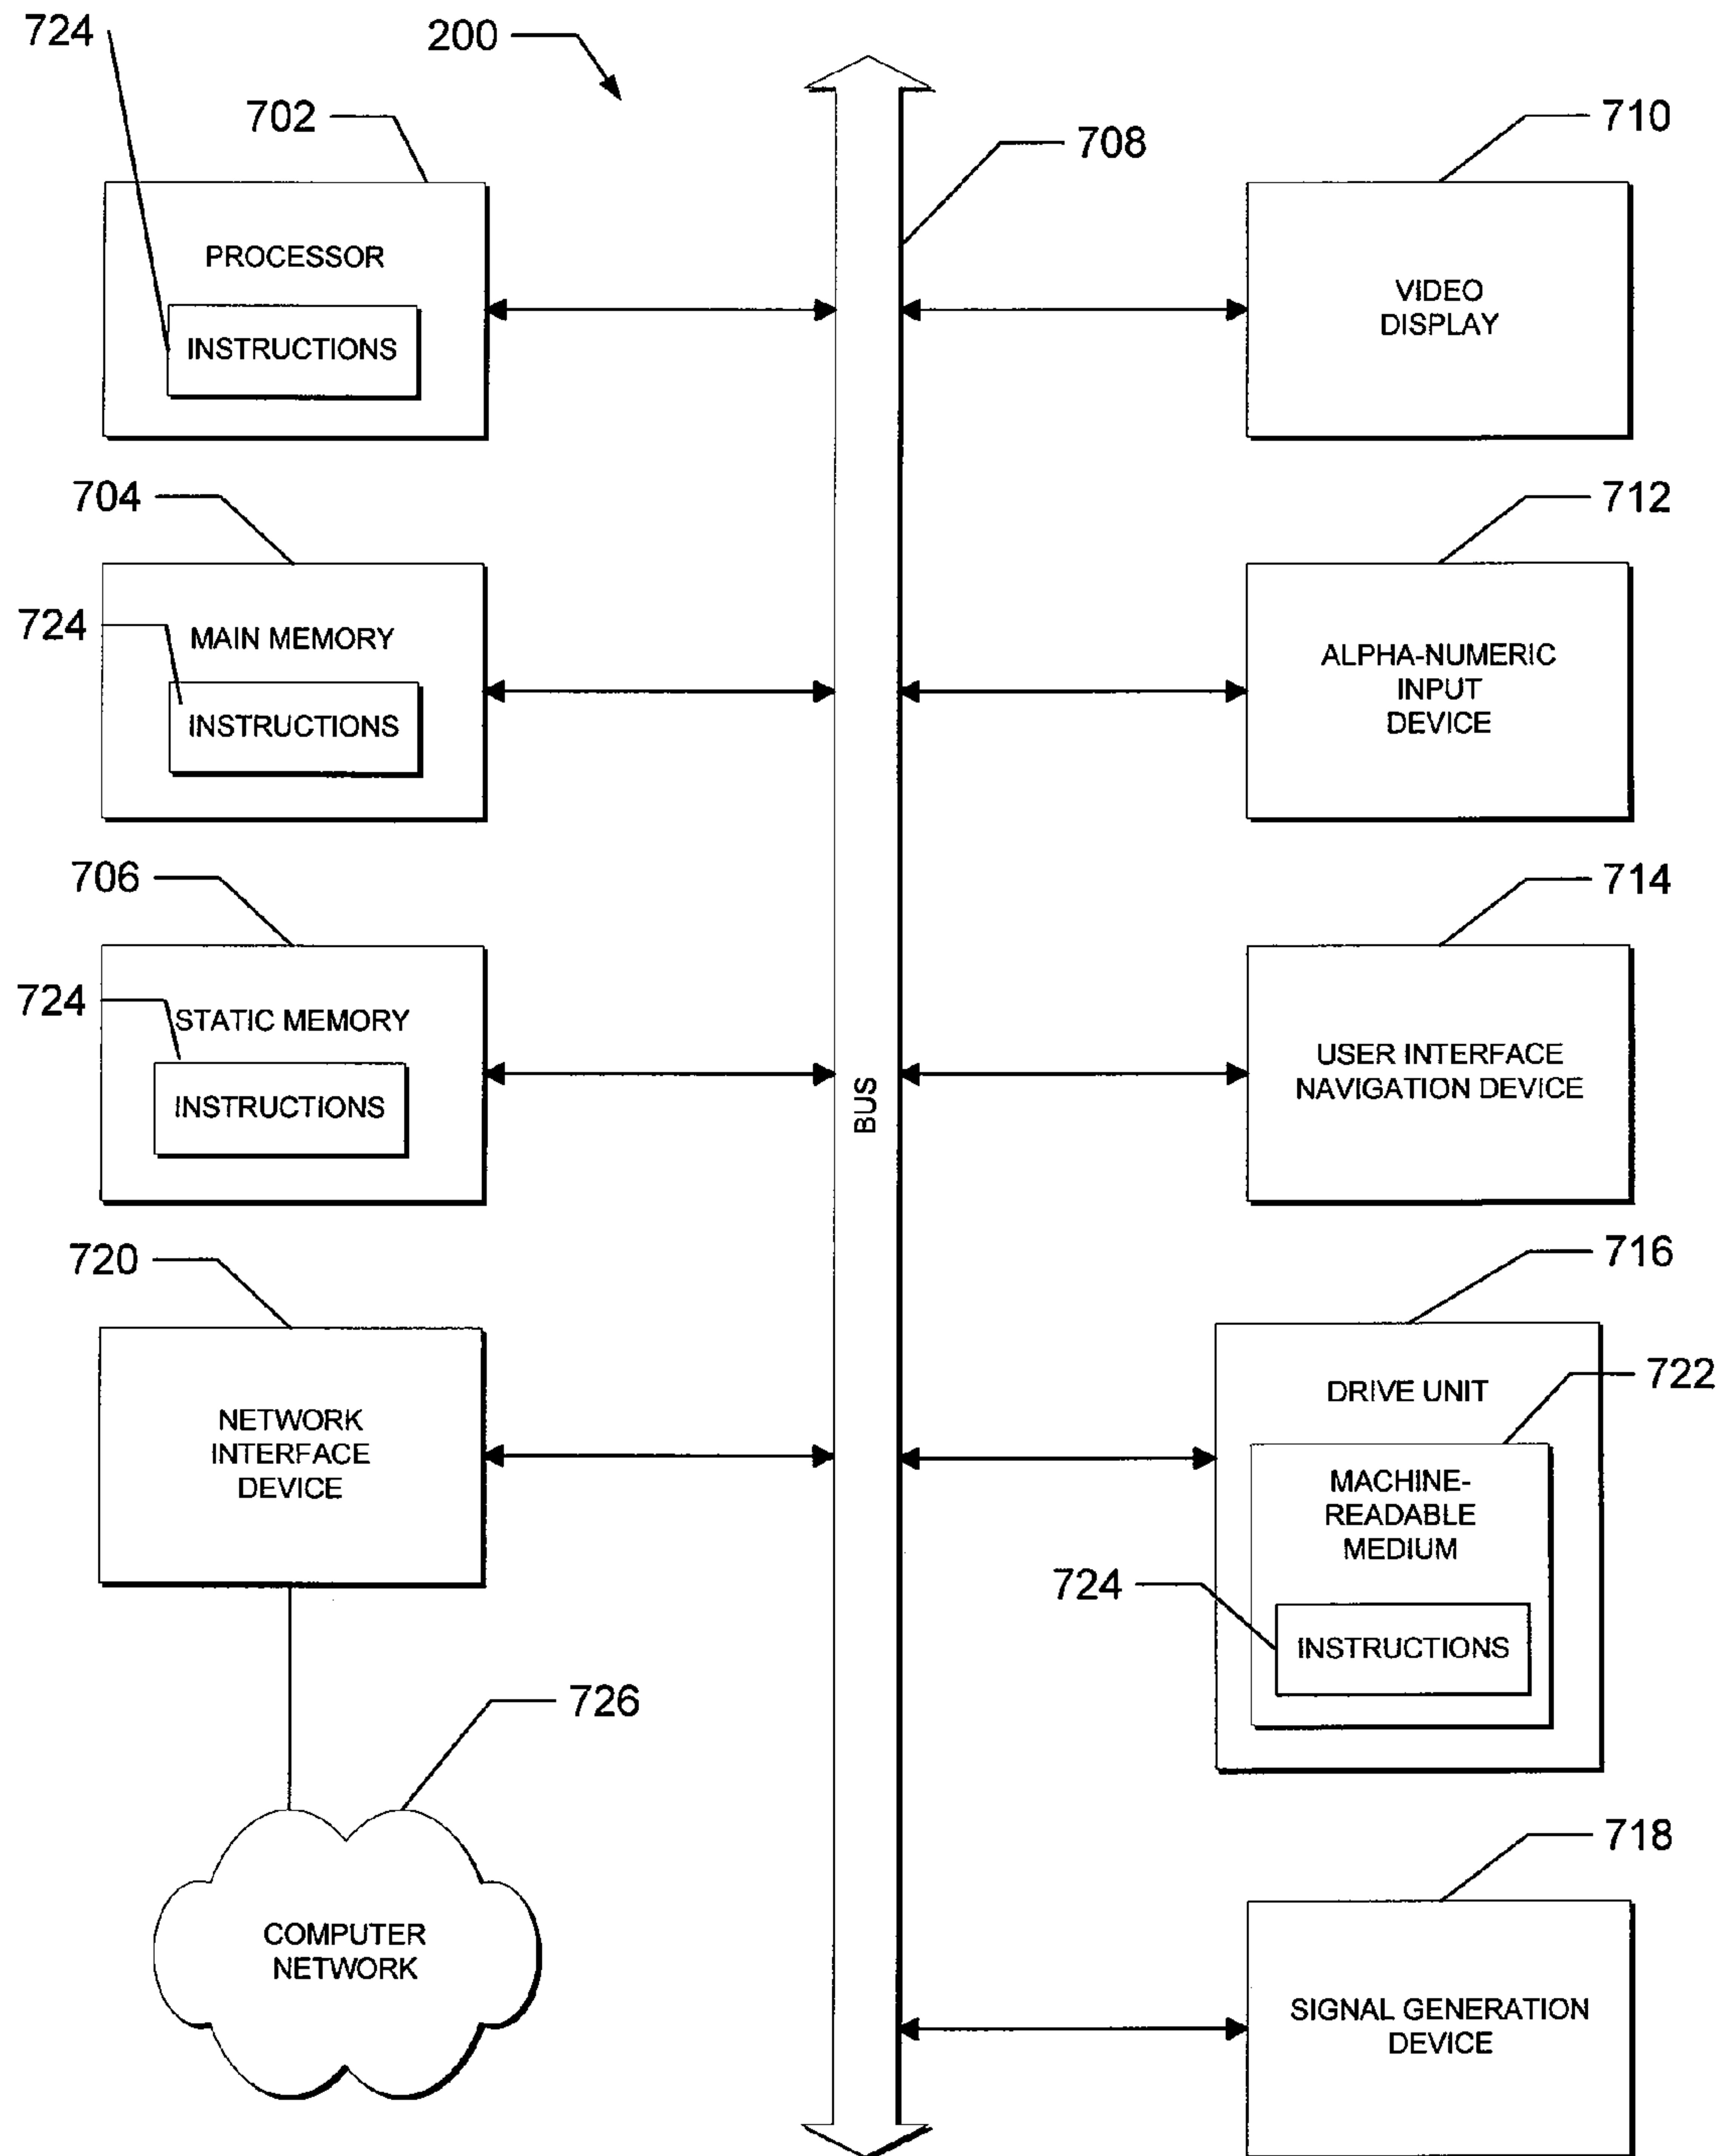 724
200
702
708
710
PROCESSOR
INSTRUCTIONS
VIDEO
DISPLAY
704
712
724
MAIN MEMORY
INSTRUCTIONS
ALPHA-NUMERIC
INPUT
DEVICE
706
714
724
STATIC MEMORY
INSTRUCTIONS
BUS
USER INTERFACE
NAVIGATION DEVICE
720
716
722
NETWORK
INTERFACE
DEVICE
DRIVE UNIT
MACHINE-
READABLE
MEDIUM
724
INSTRUCTIONS
726
718
COMPUTER
NETWORK
SIGNAL GENERATION
DEVICE